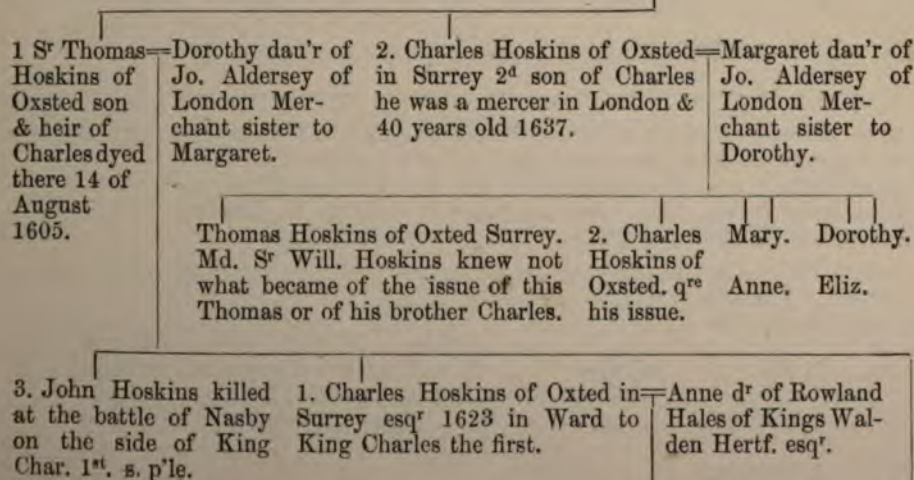 1 Sʳ Thomas=
Hoskins of
Oxsted son
& heir of
Charles dyed
there 14 of
August
1605.
Dorothy dau'r of
Jo. Aldersey of
London Mer-
chant sister to
Margaret.
2. Charles Hoskins of Oxsted=
in Surrey 2ᵈ son of Charles
he was a mercer in London &
40 years old 1637.
Margaret dau'r of
Jo. Aldersey of
London Mer-
chant sister to
Dorothy.
Thomas Hoskins of Oxted Surrey.
Md. Sʳ Will. Hoskins knew not
what became of the issue of this
Thomas or of his brother Charles.
2. Charles
Hoskins of
Oxsted. qʳᵉ
his issue.
Mary.
Anne.
Dorothy.
Eliz.
3. John Hoskins killed
at the battle of Nasby
on the side of King
Char. 1ˢᵗ. s. p'le.
1. Charles Hoskins of Oxted in=
Surrey esqʳ 1623 in Ward to
King Charles the first.
Anne dʳ of Rowland
Hales of Kings Wal-
den Hertf. esqʳ.